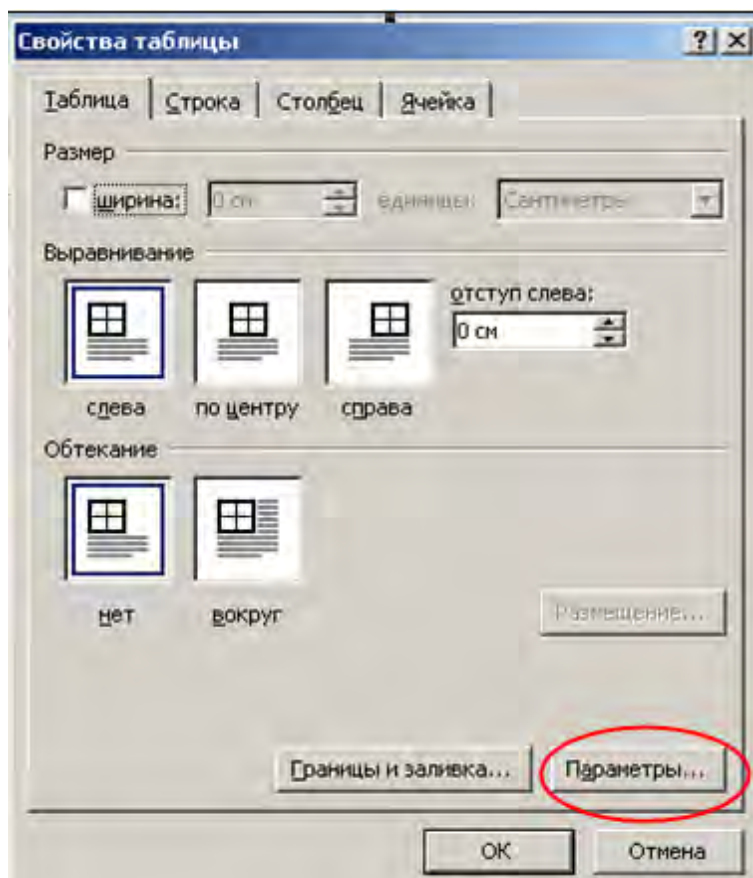 Свойства таблицы
Таблица Строка Столбец Ячейка
Размер
ширина: 0 см единицы: Сантиметры
Выравнивание
отступ слева:
0 см
слева по центру справа
Обтекание
нет вокруг
Размещение...
Границы и заливка... Параметры...
ОК Отмена